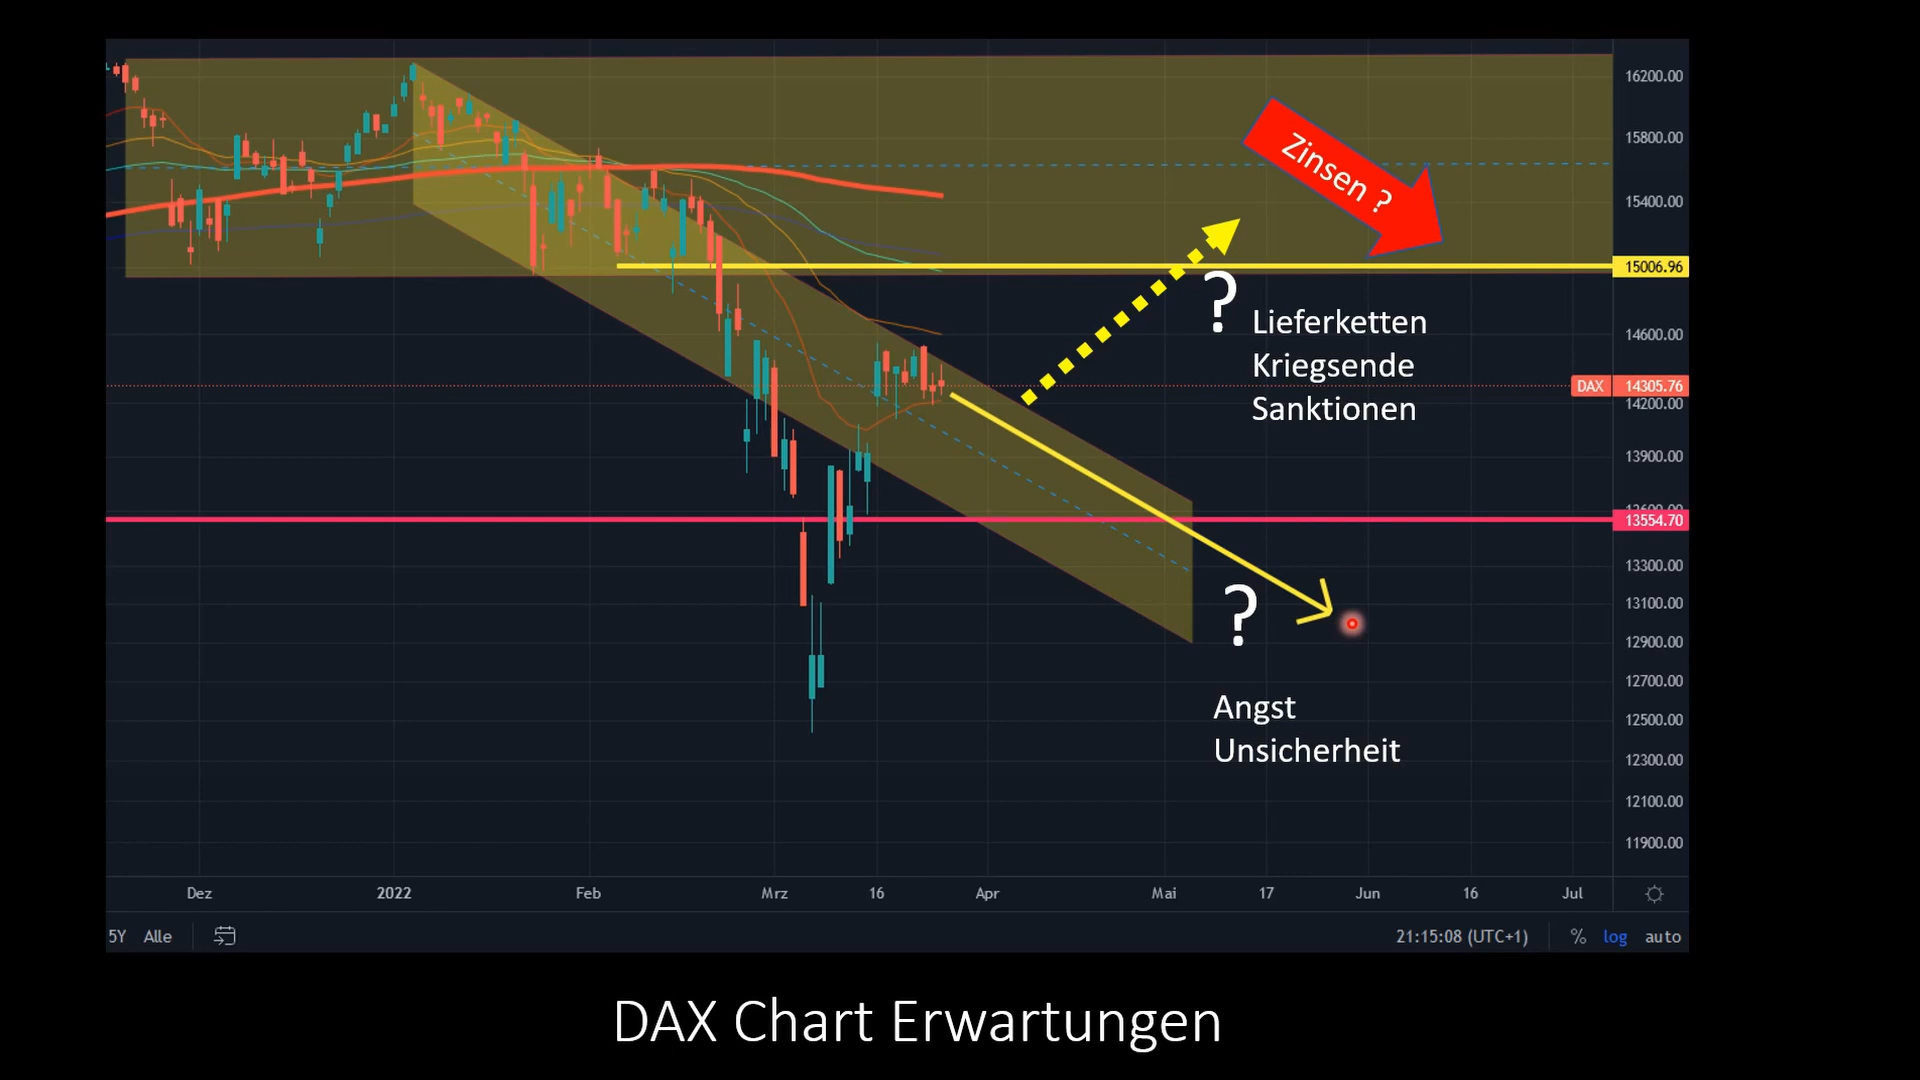 16200.00
15800.00
Zinsen ?
15400.00
15006.96
?
Lieferketten
14600.00
Kriegsende
DAX 14305.76
14200.00
Sanktionen
13900.00
13600.00
13554.70
13300.00
13100.00
?
12900.00
12700.00
Angst
12500.00
Unsicherheit
12300.00
12100.00
11900.00
Dez 2022 Feb Mrz 16 Apr Mai 17 Jun 16 Jul
5Y Alle 21:15:08 (UTC+1) % log auto
DAX Chart Erwartungen